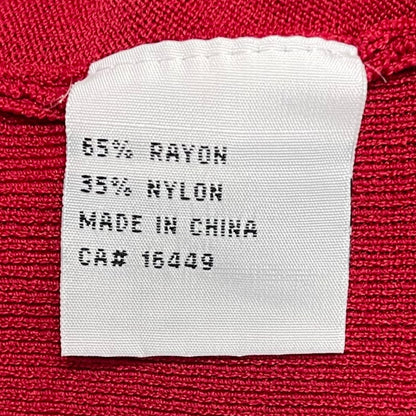 65% RAYON
35% NYLON
MADE IN CHINA
CA# 16449